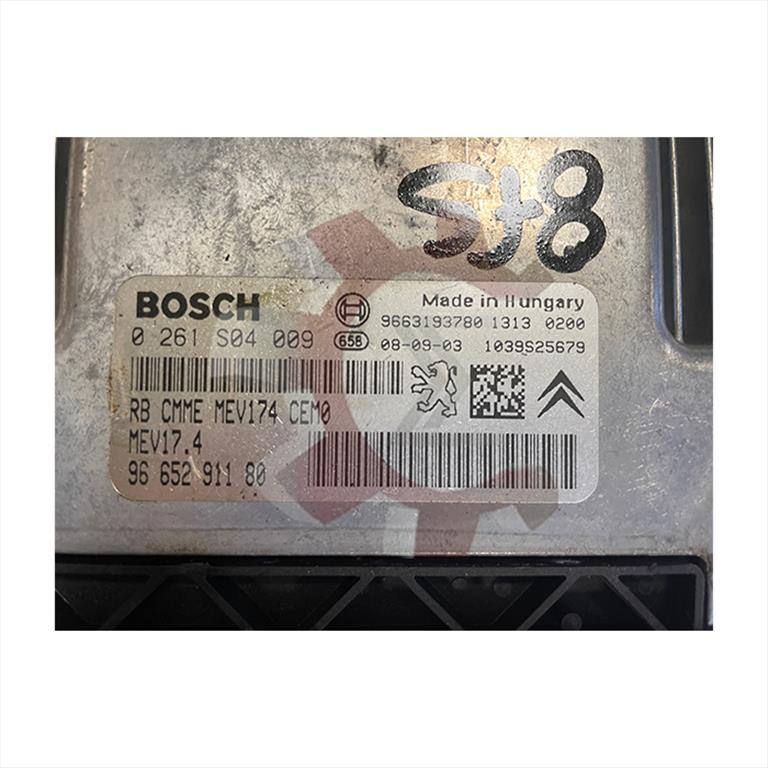 St8
BOSCH
Made in Hungary
0 261 S04 009
658
9663193780 1313 0200
08-09-03 1039S25679
RB CMME MEV174 CEM0
MEV17.4
96 652 911 80